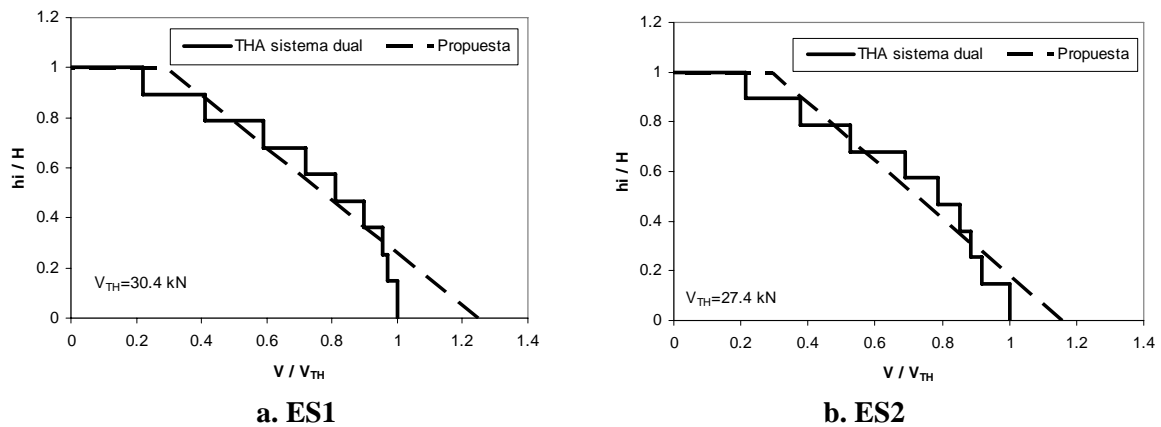 1.2
THA sistema dual
Propuesta
1
0.8
hi / H
0.6
0.4
0.2
V_TH=30.4 kN
0
0 0.2 0.4 0.6 0.8 1 1.2 1.4
V / V_TH
a. ES1
1.2
THA sistema dual
Propuesta
1
0.8
hi / H
0.6
0.4
0.2
V_TH=27.4 kN
0
0 0.2 0.4 0.6 0.8 1 1.2 1.4
V / V_TH
b. ES2